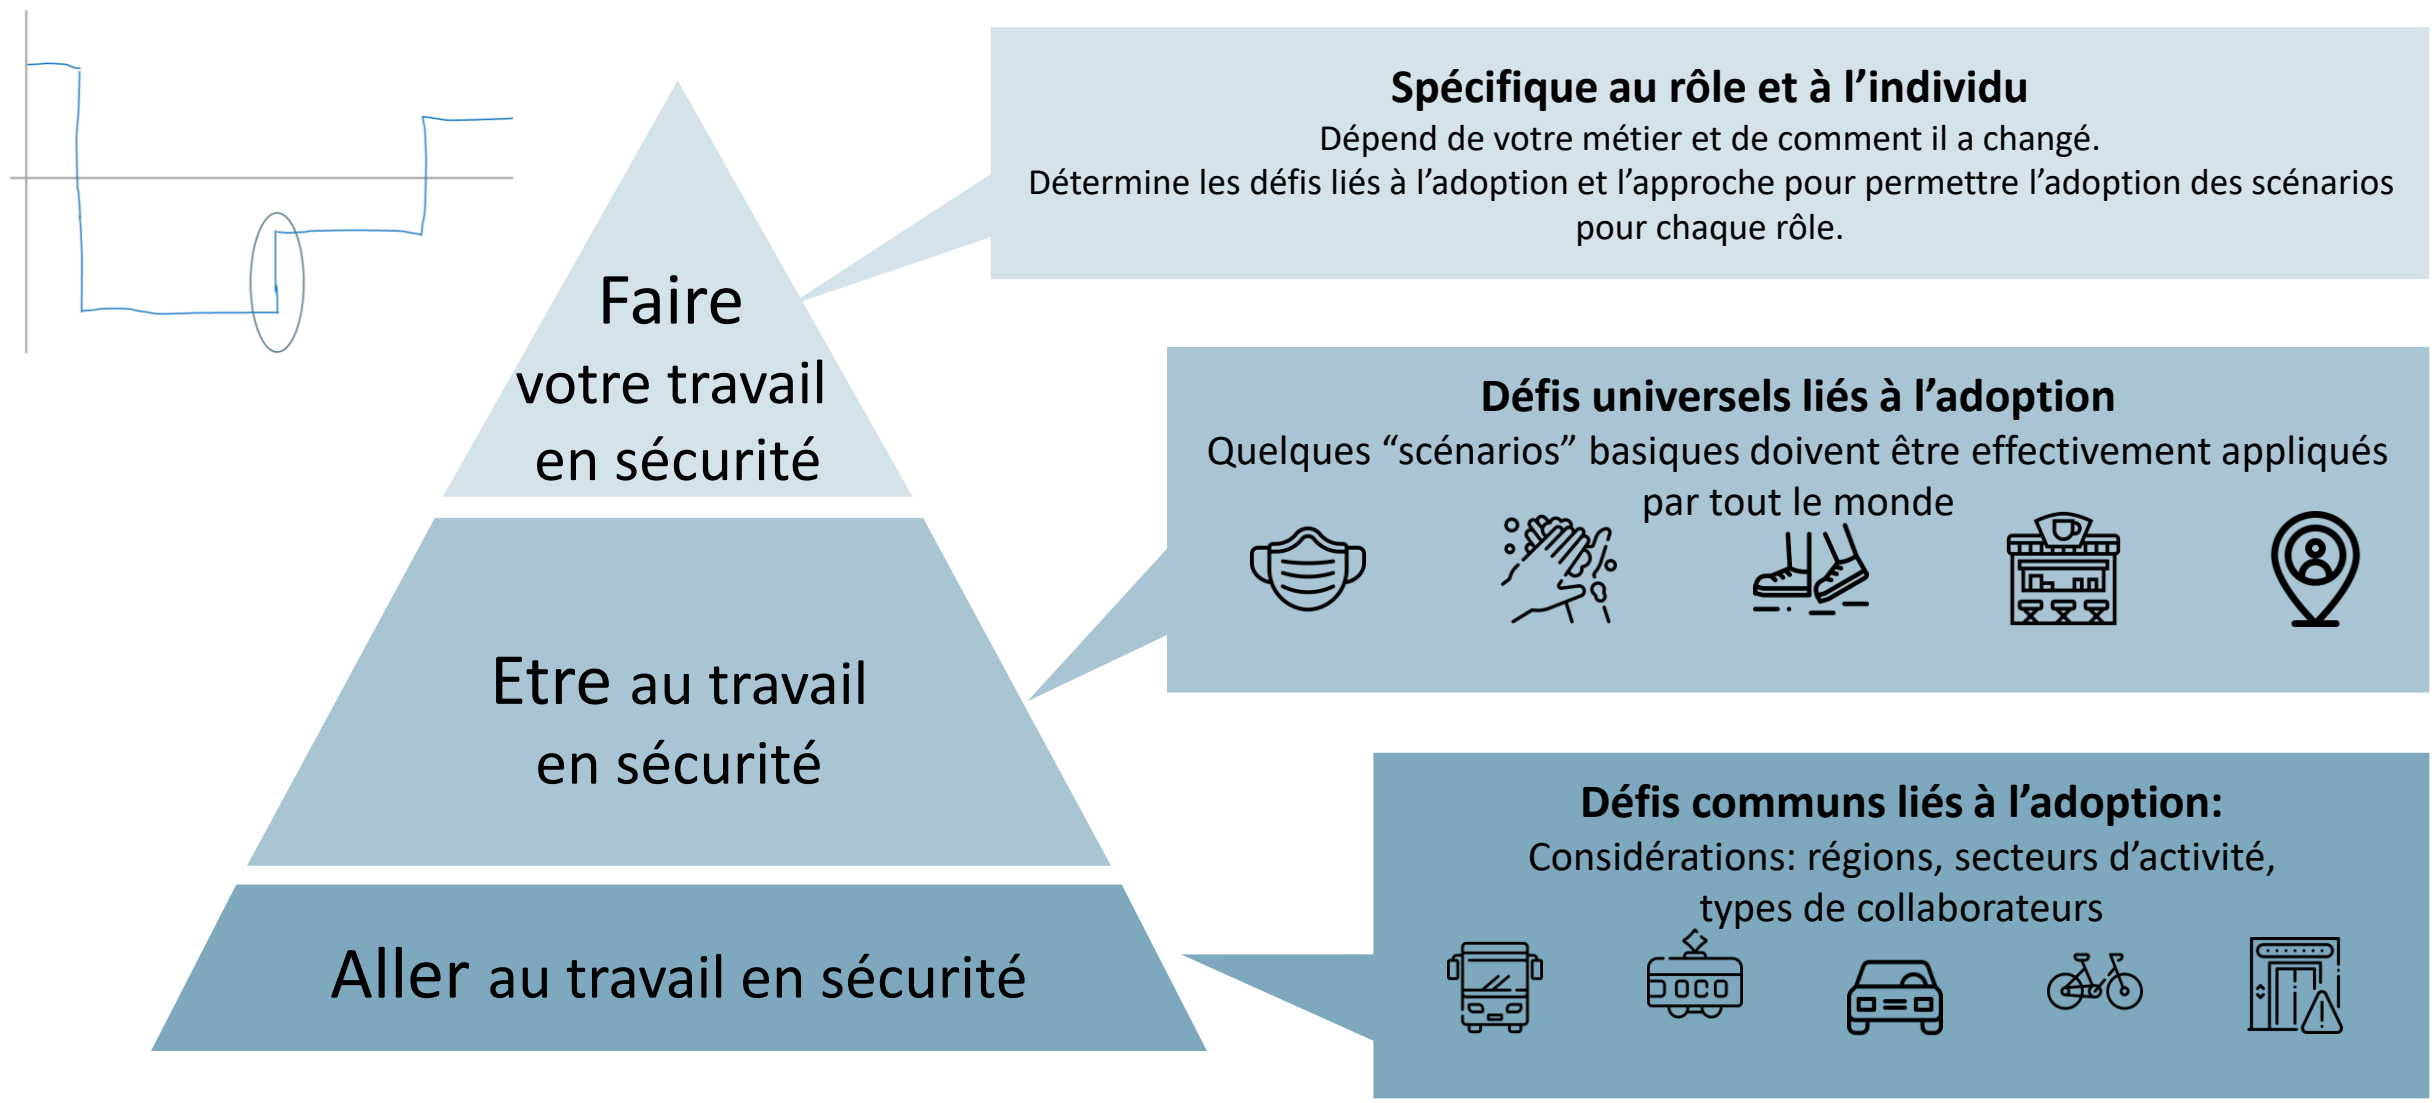 Spécifique au rôle et à l’individu
Dépend de votre métier et de comment il a changé.
Détermine les défis liés à l’adoption et l’approche pour permettre l’adoption des scénarios
pour chaque rôle.
Faire
votre travail
en sécurité
Défis universels liés à l’adoption
Quelques “scénarios” basiques doivent être effectivement appliqués
par tout le monde
Etre au travail
en sécurité
Défis communs liés à l’adoption:
Considérations: régions, secteurs d’activité,
types de collaborateurs
Aller au travail en sécurité